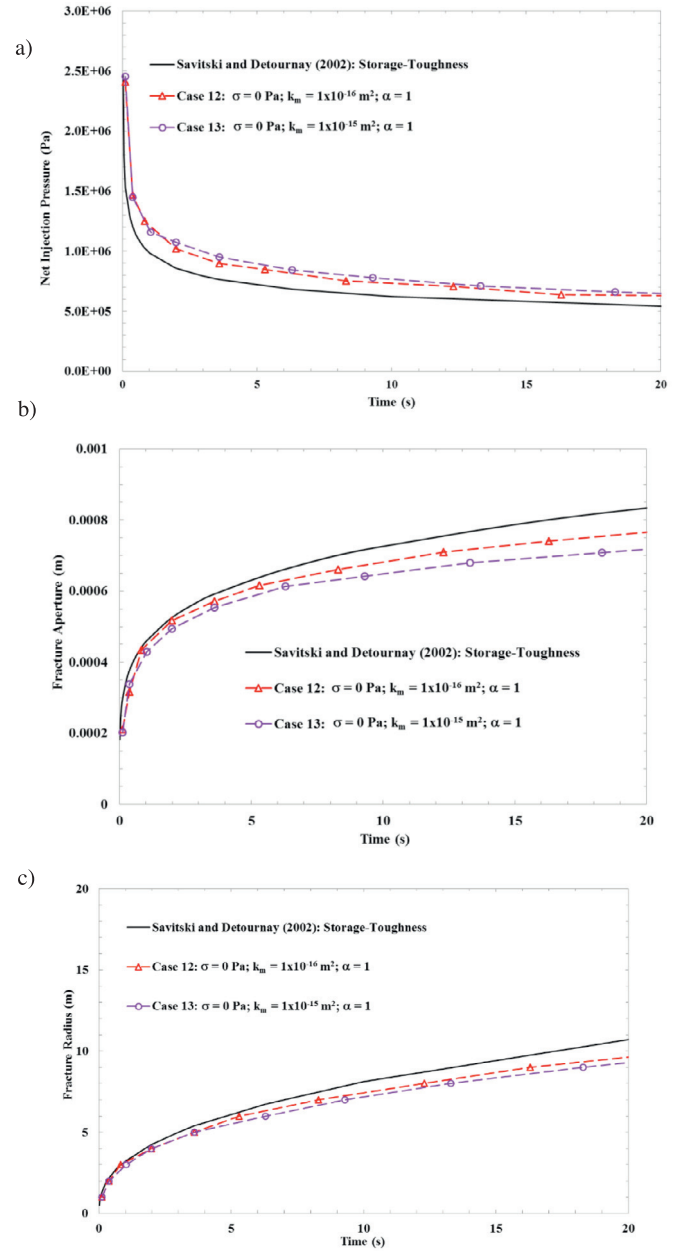 a)
3.0E+06
2.5E+06
2.0E+06
1.5E+06
1.0E+06
5.0E+05
0.0E+00
Net Injection Pressure (Pa)
Savitski and Detournay (2002): Storage-Toughness
Case 12: σ = 0 Pa; kₘ = 1x10⁻¹⁶ m²; α = 1
Case 13: σ = 0 Pa; kₘ = 1x10⁻¹⁵ m²; α = 1
0 5 10 15 20
Time (s)
b)
0.001
0.0008
0.0006
0.0004
0.0002
0
Fracture Aperture (m)
Savitski and Detournay (2002): Storage-Toughness
Case 12: σ = 0 Pa; kₘ = 1x10⁻¹⁶ m²; α = 1
Case 13: σ = 0 Pa; kₘ = 1x10⁻¹⁵ m²; α = 1
0 5 10 15 20
Time (s)
c)
20
15
10
5
0
Fracture Radius (m)
Savitski and Detournay (2002): Storage-Toughness
Case 12: σ = 0 Pa; kₘ = 1x10⁻¹⁶ m²; α = 1
Case 13: σ = 0 Pa; kₘ = 1x10⁻¹⁵ m²; α = 1
0 5 10 15 20
Time (s)